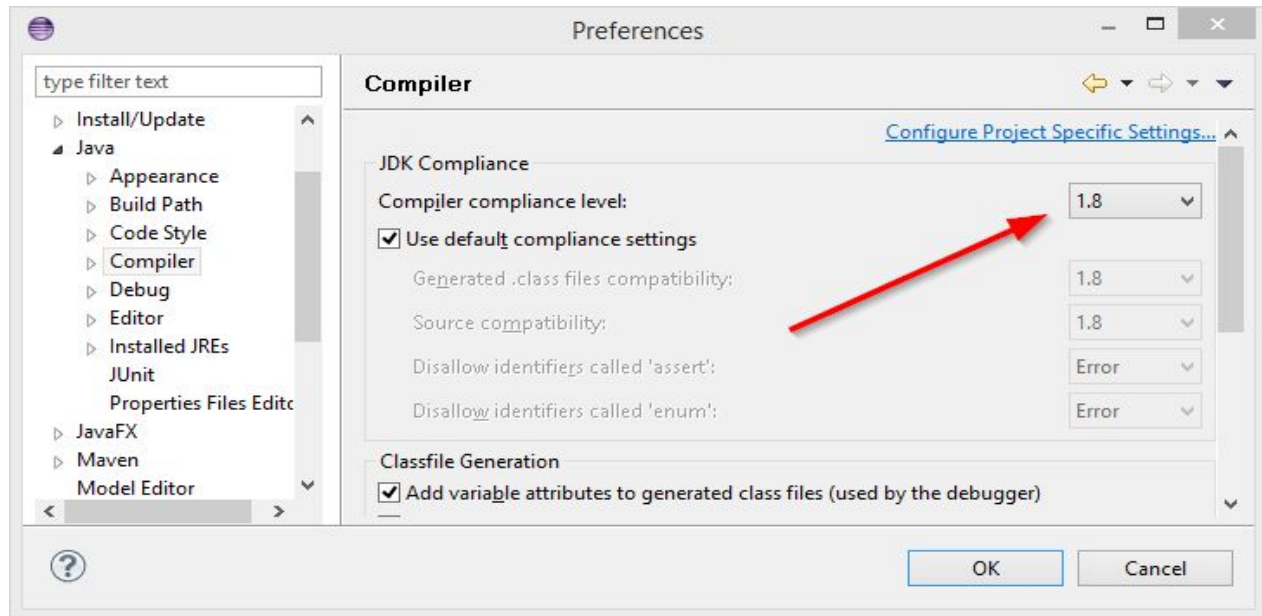 Preferences
type filter text
Install/Update
Java
Appearance
Build Path
Code Style
Compiler
Debug
Editor
Installed JREs
JUnit
Properties Files Edito
JavaFX
Maven
Model Editor
Compiler
Configure Project Specific Settings...
JDK Compliance
Compiler compliance level: 1.8
Use default compliance settings
Generated .class files compatibility: 1.8
Source compatibility: 1.8
Disallow identifiers called 'assert': Error
Disallow identifiers called 'enum': Error
Classfile Generation
Add variable attributes to generated class files (used by the debugger)
OK Cancel